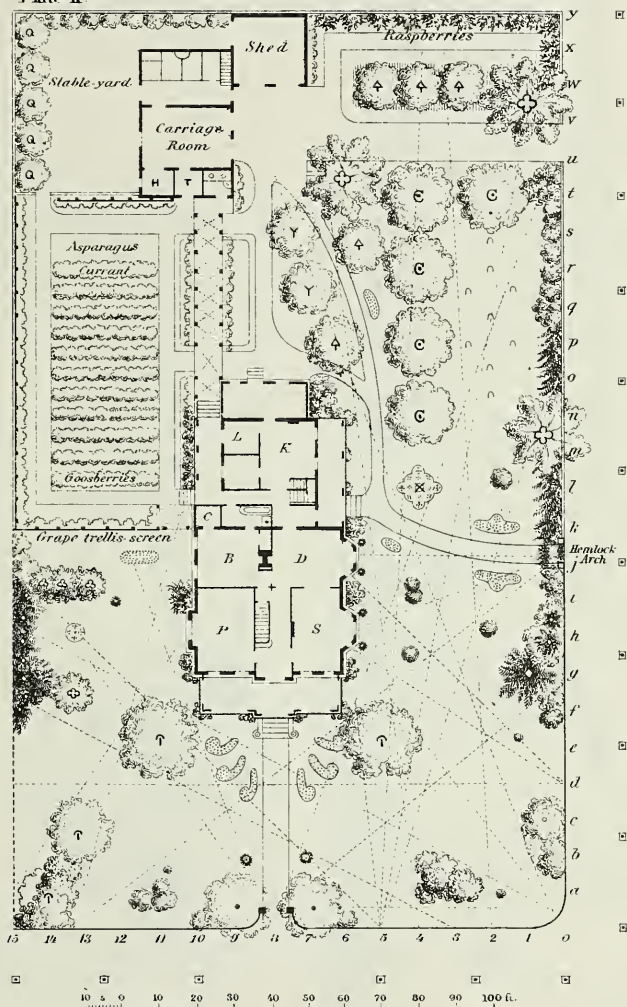 Shed
Raspberries
Stable-yard
Carriage Room
H
T
Q
Q
Q
Q
Q
Asparagus
Currant
Goosberries
Grape trellis screen
Hemlock Arch
L
K
C
B
D
P
S
Y
Y
C
C
C
C
C
y
x
w
v
u
t
s
r
q
p
o
n
m
l
k
j
i
h
g
f
e
d
c
b
a
15 14 13 12 11 10 9 8 7 6 5 4 3 2 1 0
10 5 0 10 20 30 40 50 60 70 80 90 100 ft.